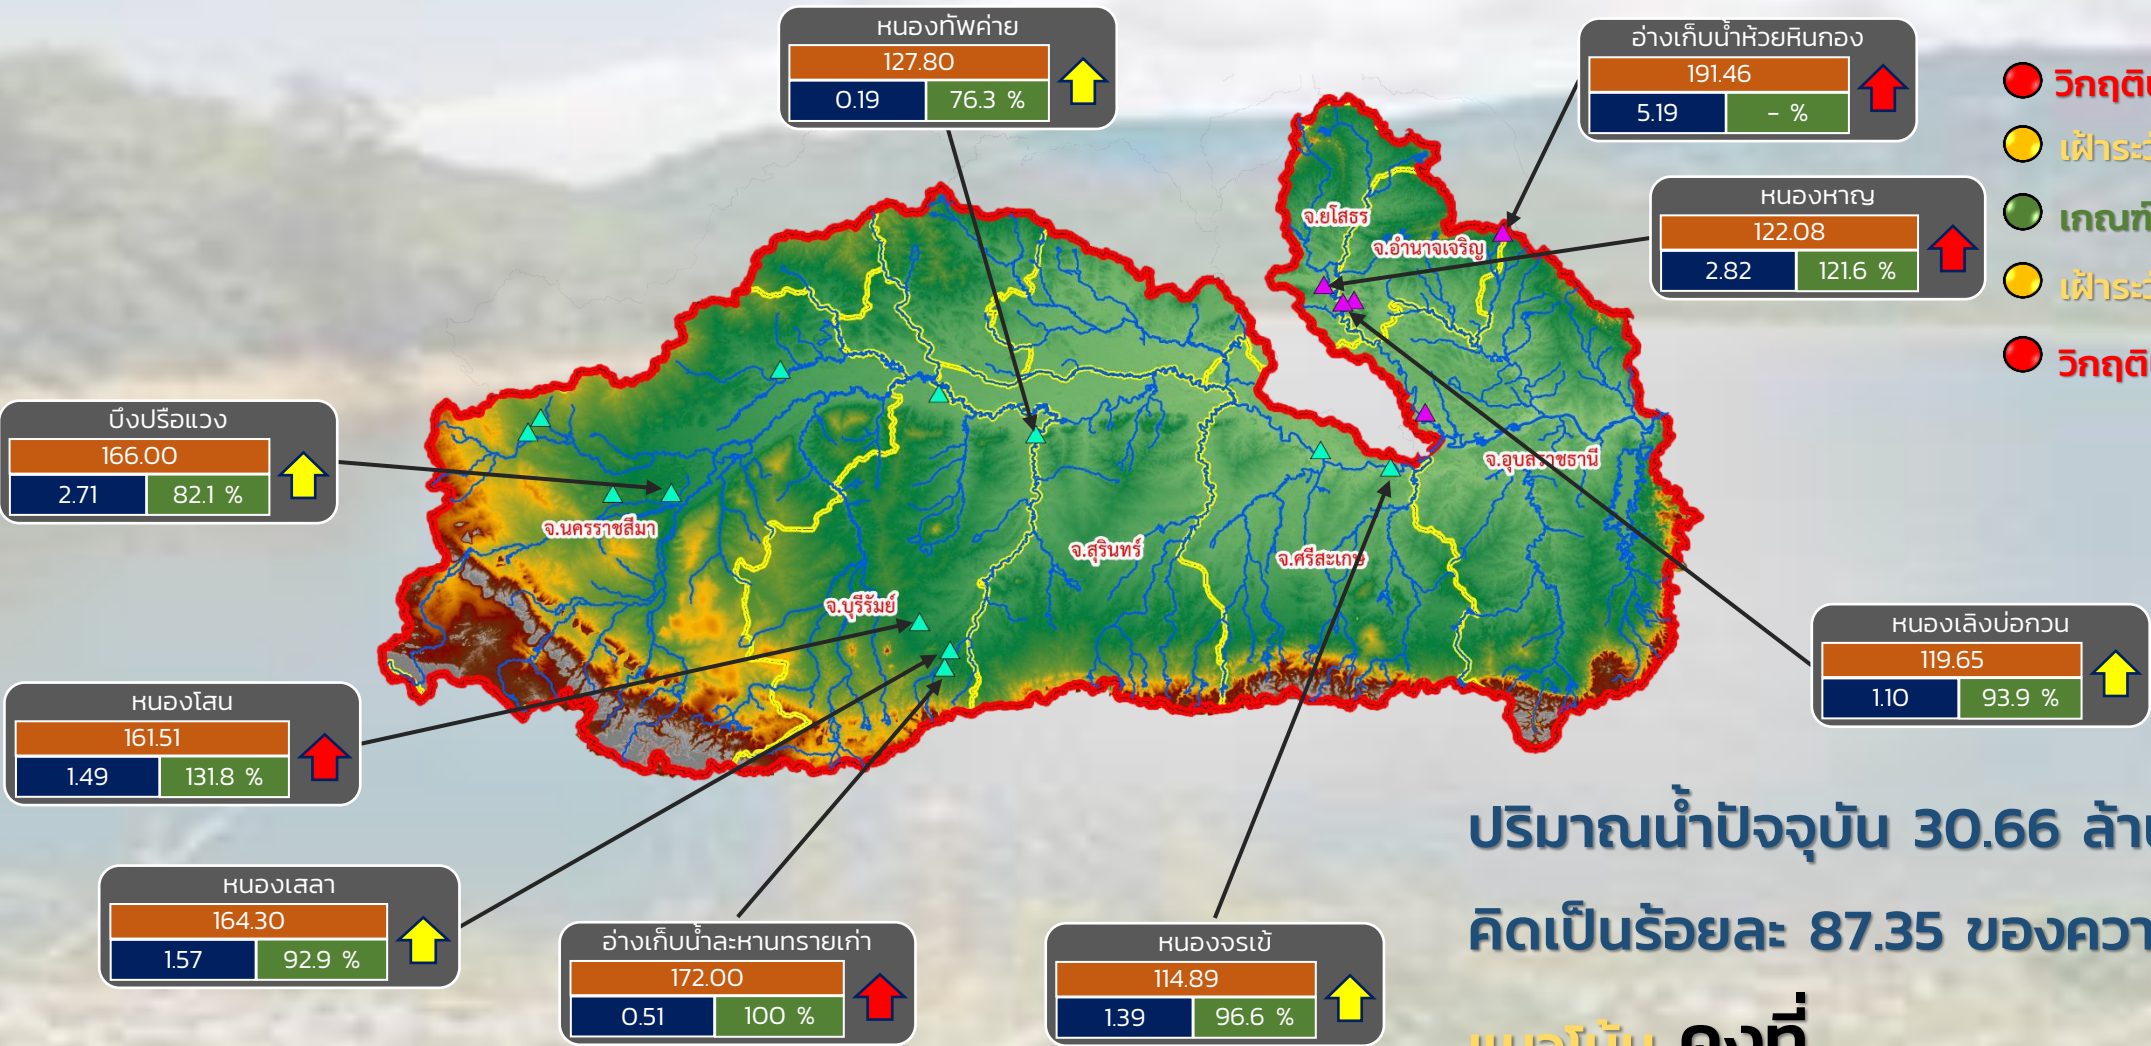 หนองทัพค่าย
127.80
0.19 76.3 %
อ่างเก็บน้ำห้วยหินกอง
191.46
5.19 - %
หนองหาญ
122.08
2.82 121.6 %
จ.ยโสธร
จ.อำนาจเจริญ
บึงปรือแวง
166.00
2.71 82.1 %
จ.นครราชสีมา
จ.สุรินทร์
จ.ศรีสะเกษ
จ.อุบลราชธานี
จ.บุรีรัมย์
หนองเลิงบ่อกวน
119.65
1.10 93.9 %
หนองโสน
161.51
1.49 131.8 %
หนองเสลา
164.30
1.57 92.9 %
อ่างเก็บน้ำละหานทรายเก่า
172.00
0.51 100 %
หนองจรเข้
114.89
1.39 96.6 %
ปริมาณน้ำปัจจุบัน 30.66
คิดเป็นร้อยละ 87.35
แนวโน้ม คงที่